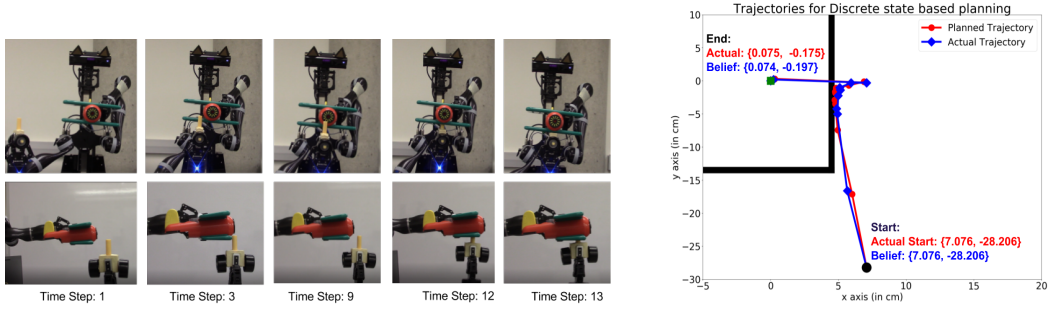 Time Step: 1
Time Step: 3
Time Step: 9
Time Step: 12
Time Step: 13
Trajectories for Discrete state based planning
Planned Trajectory
Actual Trajectory
End:
Actual: {0.075, -0.175}
Belief: {0.074, -0.197}
Start:
Actual Start: {7.076, -28.206}
Belief: {7.076, -28.206}
y axis (in cm)
10
5
0
−5
−10
−15
−20
−25
−30
−5
0
5
10
15
20
x axis (in cm)